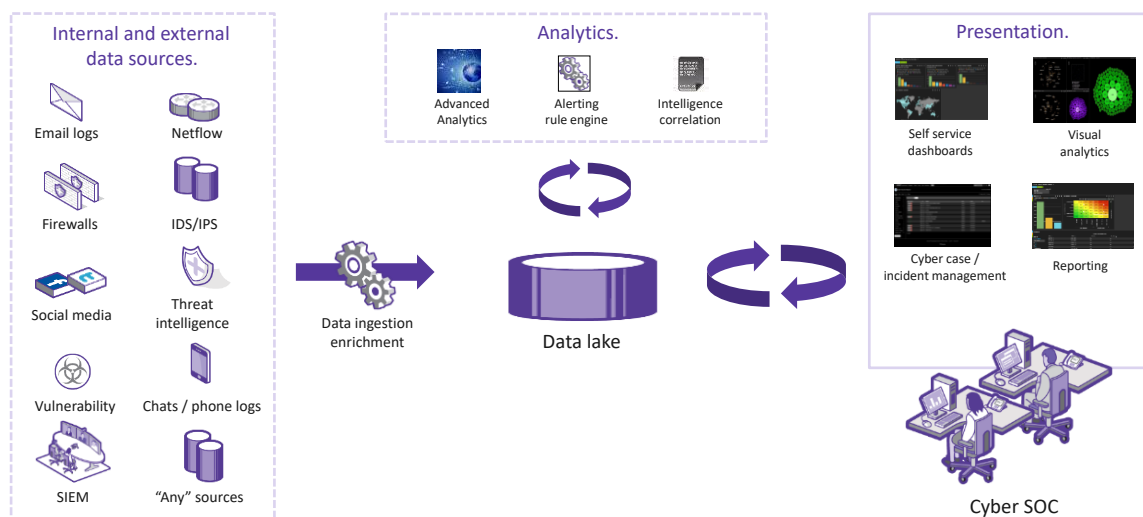 Internal and external
data sources.
Email logs
Netflow
Firewalls
IDS/IPS
Social media
Threat
intelligence
Vulnerability
Chats / phone logs
SIEM
“Any” sources
Data ingestion
enrichment
Analytics.
Advanced
Analytics
Alerting
rule engine
Intelligence
correlation
Data lake
Presentation.
Self service
dashboards
Visual
analytics
Cyber case /
incident management
Reporting
Cyber SOC